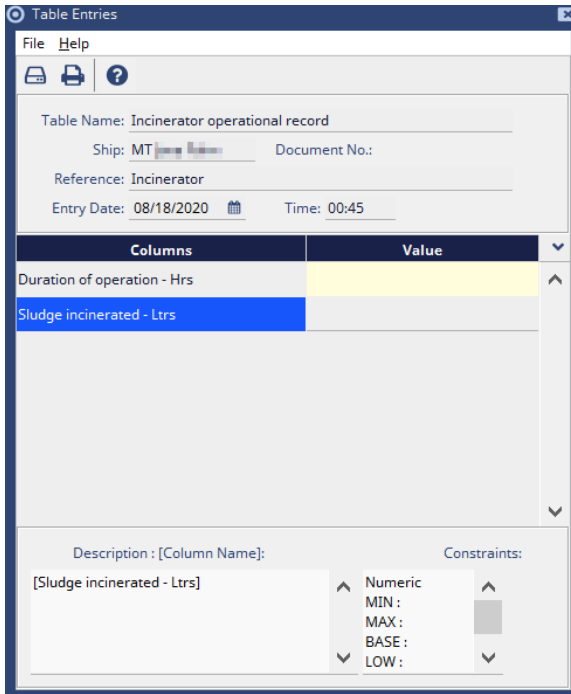 Table Entries
File Help
Table Name: Incinerator operational record
Ship: MT Document No.:
Reference: Incinerator
Entry Date: 08/18/2020 Time: 00:45
Columns Value
Duration of operation - Hrs
Sludge incinerated - Ltrs
Description : [Column Name]: Constraints:
[Sludge incinerated - Ltrs] Numeric
MIN :
MAX :
BASE :
LOW :